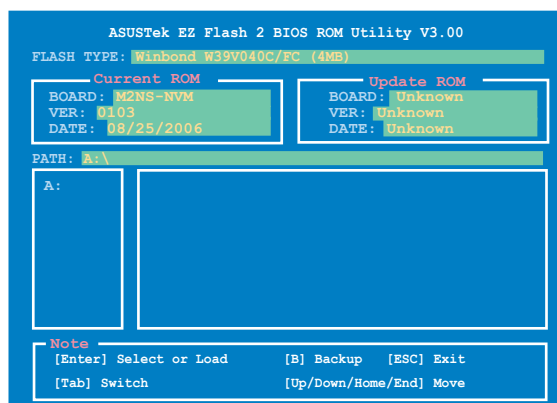 ASUSTek EZ Flash 2 BIOS ROM Utility V3.00
FLASH TYPE: Winbond W39V040C/FC (4MB)
Current ROM
BOARD: M2NS-NVM
VER: 0103
DATE: 08/25/2006
Update ROM
BOARD: Unknown
VER: Unknown
DATE: Unknown
PATH: A:\
A:
Note
[Enter] Select or Load [B] Backup [ESC] Exit
[Tab] Switch [Up/Down/Home/End] Move